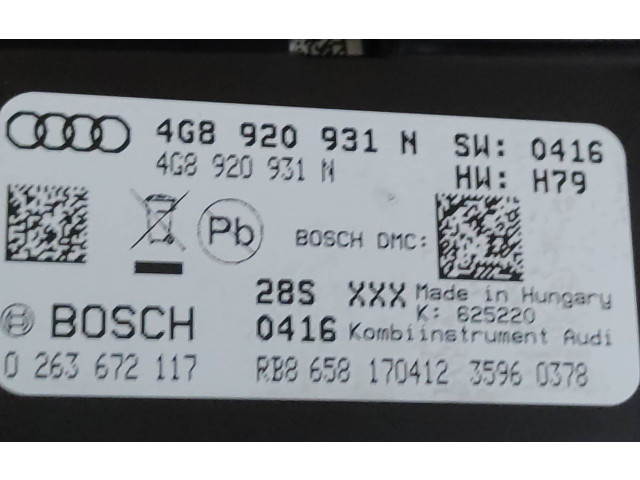 4G8 920 931 N SW: 0416
4G8 920 931 N HW: H79
Pb BOSCH DMC:
28S XXX Made in Hungary
K: 625220
BOSCH 0416 Kombiinstrument Audi
0 263 672 117 RB8 658 170412 3596 0378